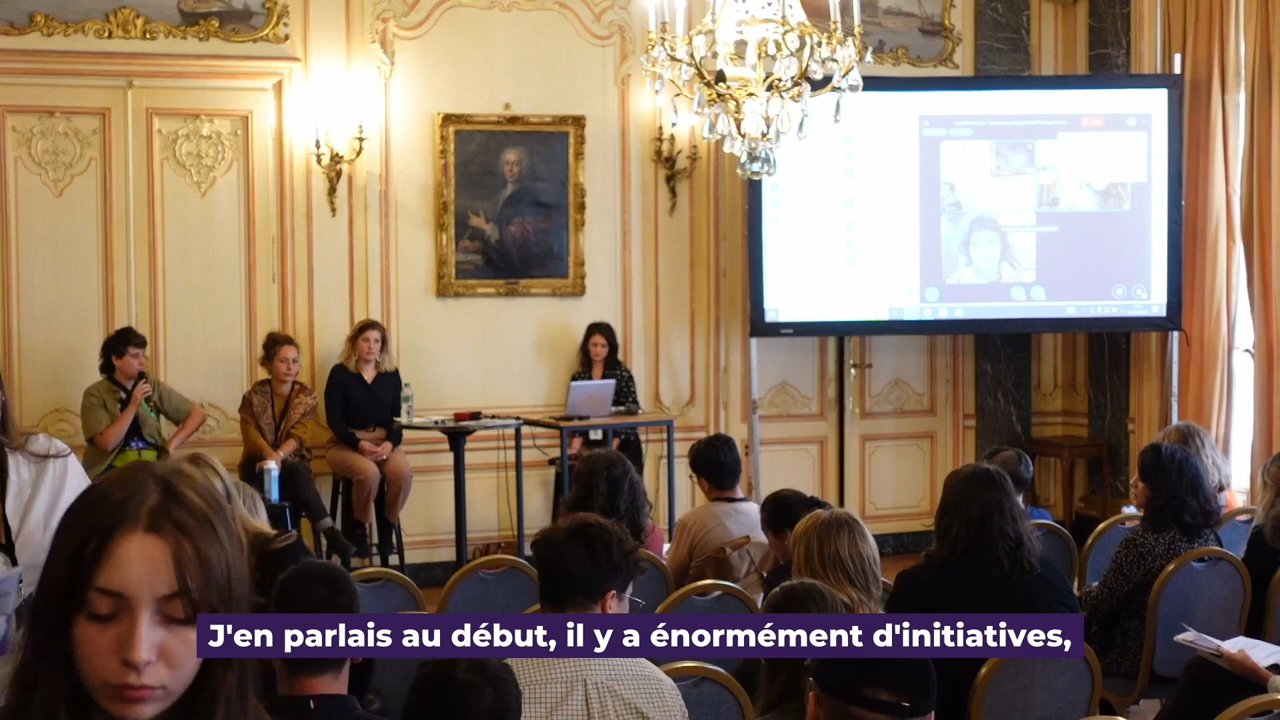 J'en parlais au début, il y a énormément d'initiatives,